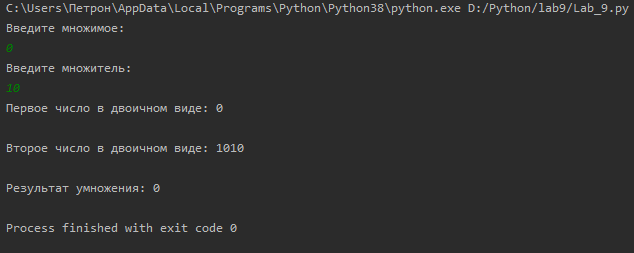 C:\Users\Петрон\AppData\Local\Programs\Python\Python38\python.exe D:/Python/lab9/Lab_9.py
Введите множимое:
0
Введите множитель:
10
Первое число в двоичном виде: 0
Второе число в двоичном виде: 1010
Результат умножения: 0
Process finished with exit code 0